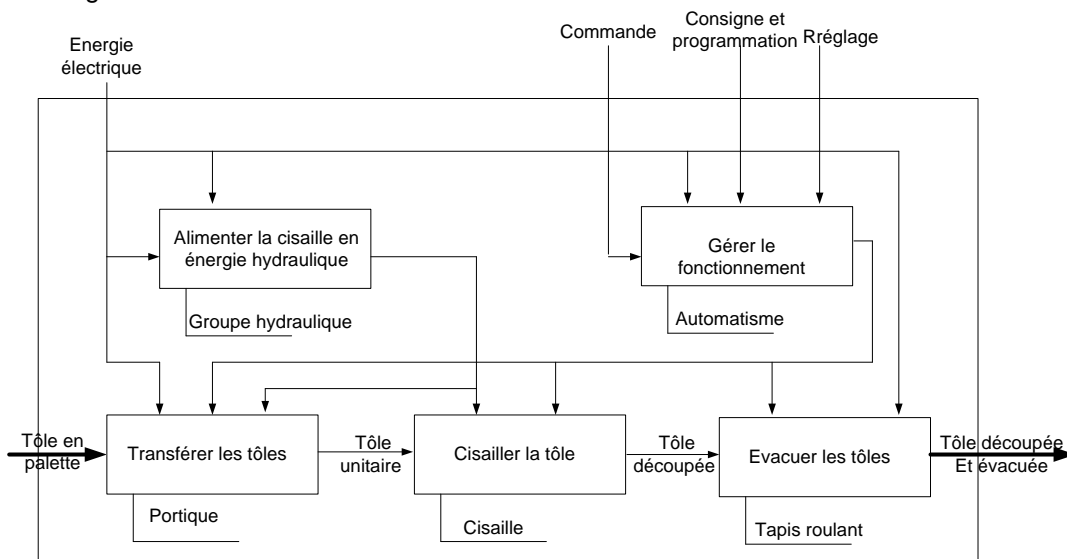 Energie
électrique
Commande
Consigne et
programmation
Rréglage
Alimenter la cisaille en
énergie hydraulique
Groupe hydraulique
Gérer le
fonctionnement
Automatisme
Tôle en
palette
Transférer les tôles
Portique
Tôle
unitaire
Cisailler la tôle
Cisaille
Tôle
découpée
Evacuer les tôles
Tapis roulant
Tôle découpée
Et évacuée